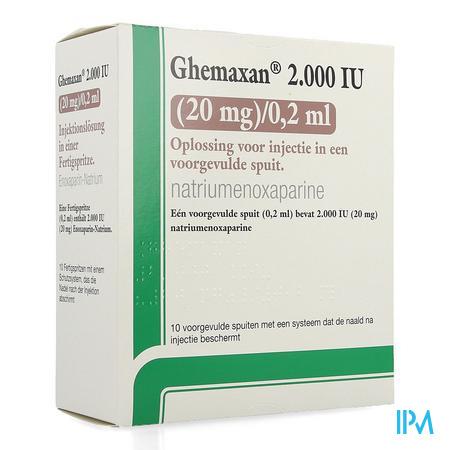 Ghemaxan® 2.000 IU
(20 mg)/0,2 ml
Oplossing voor injectie in een
voorgevulde spuit.
natriumenoxaparine
Eén voorgevulde spuit (0,2 ml) bevat 2.000 IU (20 mg)
natriumenoxaparine
10 voorgevulde spuiten met een systeem dat de naald na
injectie beschermt
Ghemaxan® 2.000 IU
(20 mg)/0,2 ml
Injektionslösung
in einer
Fertigspritze.
Enoxaparin-Natrium
Eine Fertigspritze
(0,2 ml) enthält 2.000 IU
(20 mg) Enoxaparin-Natrium.
10 Fertigspritzen mit einem
Schutzsystem, das die
Nadel nach der Injektion
abschirmt
IPM